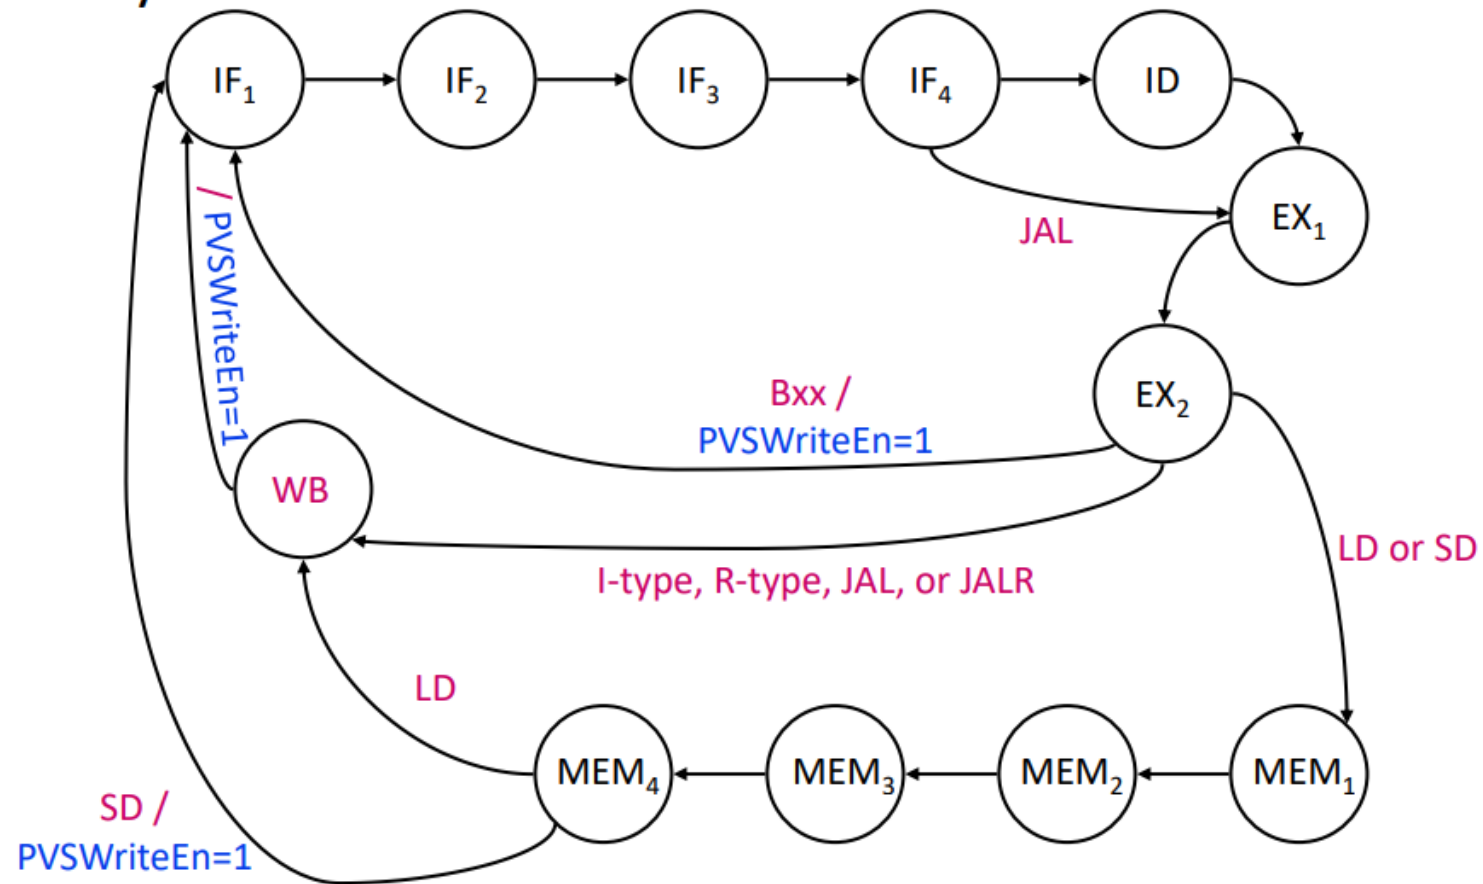 IF₁
IF₂
IF₃
IF₄
ID
EX₁
JAL
/ PVSWriteEn=1
EX₂
Bxx /
PVSWriteEn=1
WB
LD or SD
I-type, R-type, JAL, or JALR
LD
MEM₄
MEM₃
MEM₂
MEM₁
SD /
PVSWriteEn=1